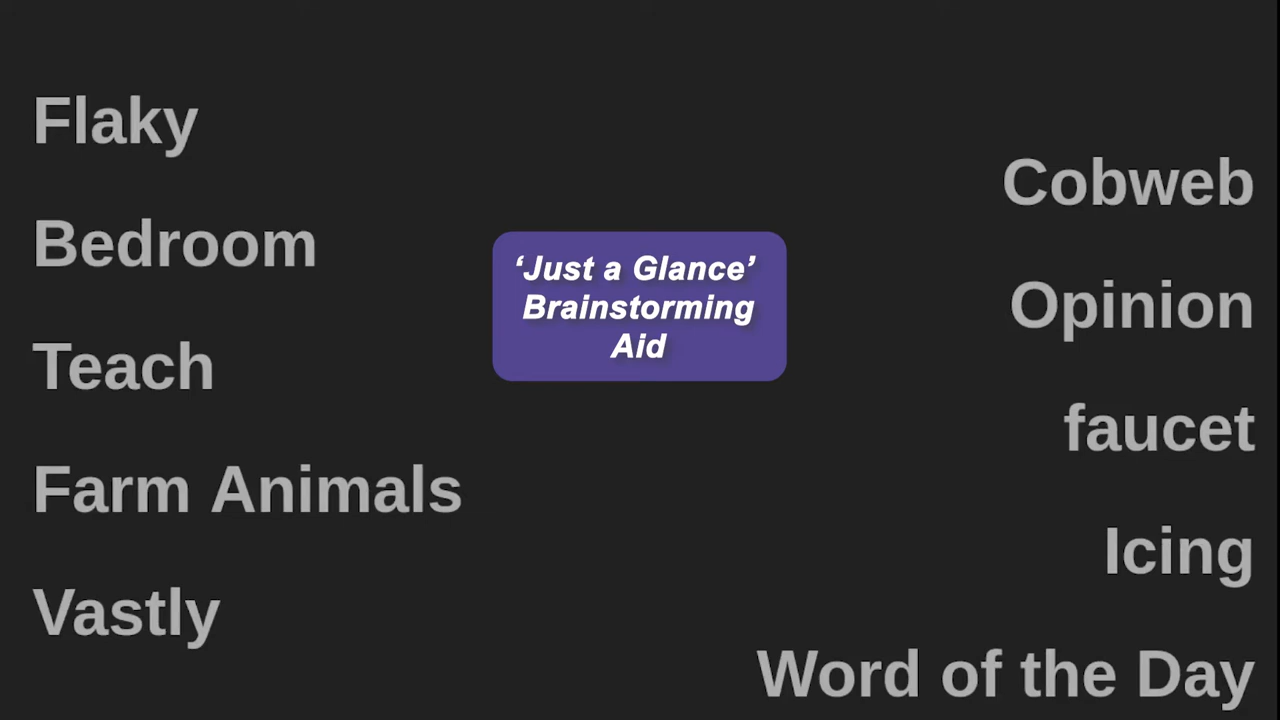 Flaky
Bedroom
Teach
Farm Animals
Vastly
‘Just a Glance’
Brainstorming
Aid
Cobweb
Opinion
faucet
Icing
Word of the Day